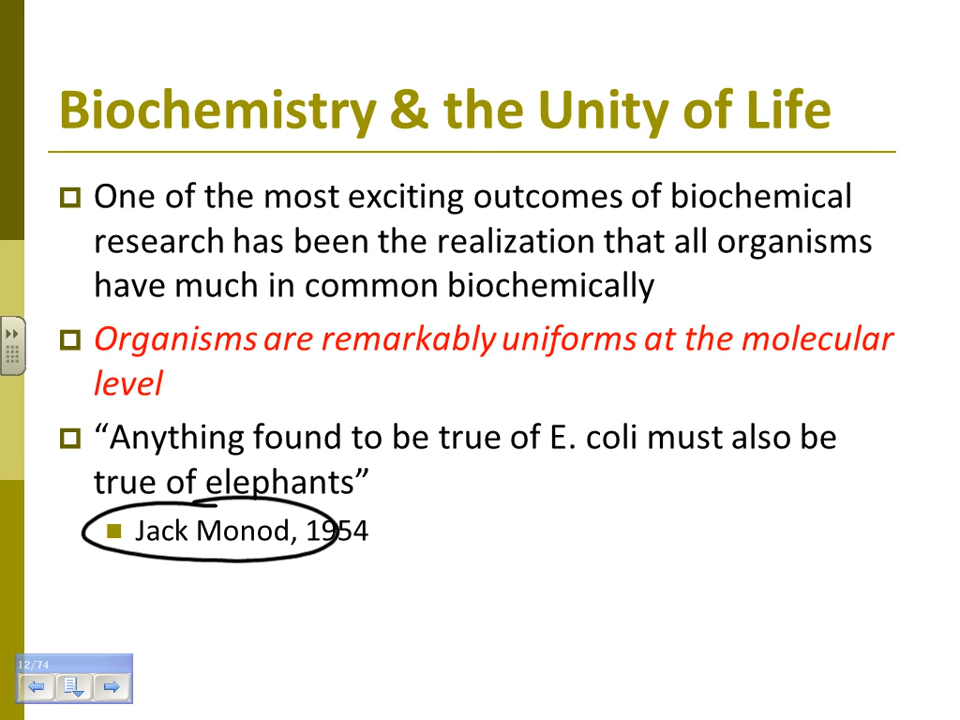 Biochemistry & the Unity of Life
One of the most exciting outcomes of biochemical
research has been the realization that all organisms
have much in common biochemically
Organisms are remarkably uniforms at the molecular
level
“Anything found to be true of E. coli must also be
true of elephants”
Jack Monod, 1954
12/74